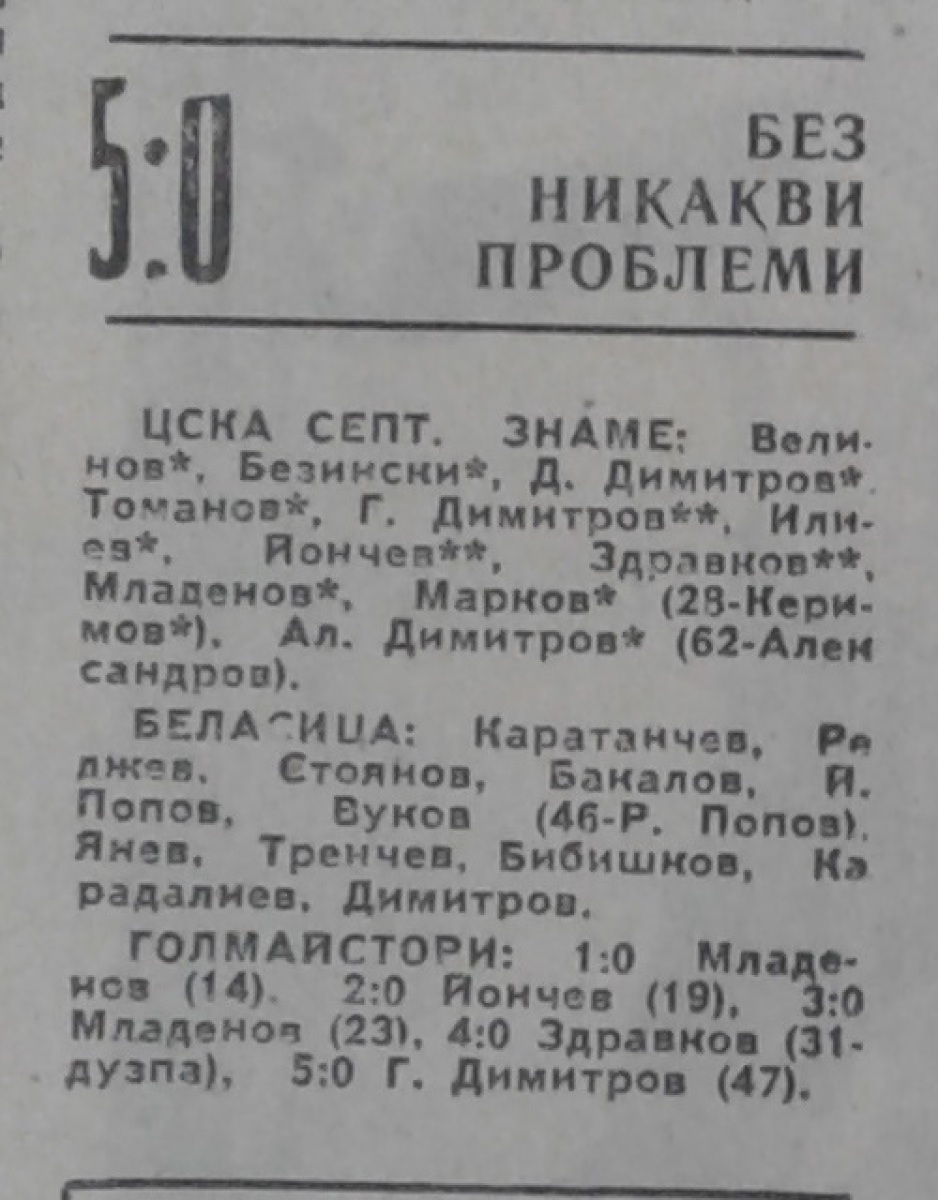 5:0
БЕЗ
НИКАКВИ
ПРОБЛЕМИ
ЦСКА СЕПТ. ЗНАМЕ: Вели-
нов*, Безински*, Д. Димитров*.
Томанов*, Г. Димитров**, Или-
ев*, Йончев**, Здравков**,
Младенов*, Марков* (28-Кери-
мов*), Ал. Димитров* (62-Алек
сандров).
БЕЛАСИЦА: Каратанчев, Ре
джев, Стоянов, Бакалов, Й.
Попов, Вуков (46-Р. Попов),
Янев, Тренчев, Бибишков, Ка
радалиев, Димитров.
ГОЛМАЙСТОРИ: 1:0 Младе-
нов (14), 2:0 Йончев (19), 3:0
Младенов (23), 4:0 Здравков (31-
дузпа), 5:0 Г. Димитров (47).